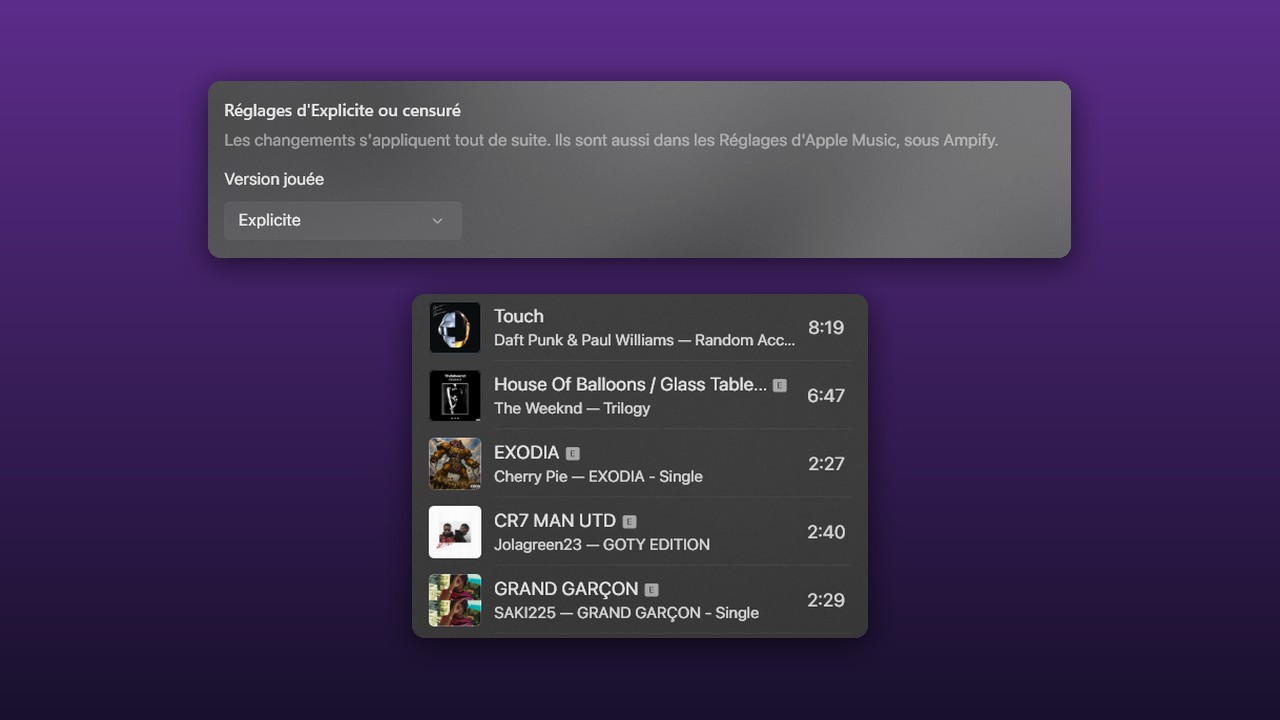 Réglages d'Explicite ou censuré
Les changements s'appliquent tout de suite. Ils sont aussi dans les Réglages d'Apple Music, sous Ampify.
Version jouée
Explicite
Touch
Daft Punk & Paul Williams — Random Acc...
8:19
House Of Balloons / Glass Table... E
The Weeknd — Trilogy
6:47
EXODIA E
Cherry Pie — EXODIA - Single
2:27
CR7 MAN UTD E
Jolagreen23 — GOTY EDITION
2:40
GRAND GARÇON E
SAKI225 — GRAND GARÇON - Single
2:29